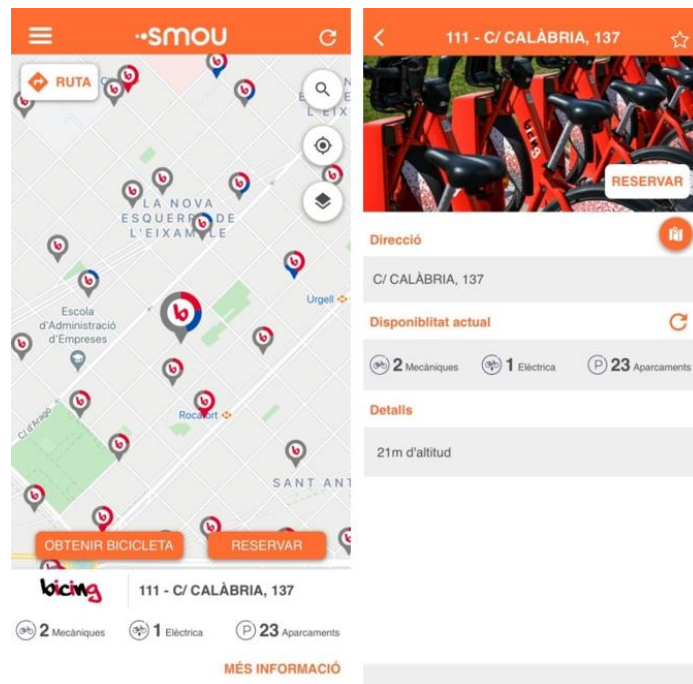 smou
RUTA
LA NOVA
ESQUERRA DE
L'EIXAMPLE
Urgell
Escola
d'Administració
d'Empreses
C/ d'Aragó
Rocafort
SANT ANT
OBTENIR BICICLETA
RESERVAR
bicing
111 - C/ CALÀBRIA, 137
2 Mecàniques
1 Elèctrica
P 23 Aparcaments
MÉS INFORMACIÓ
111 - C/ CALÀBRIA, 137
RESERVAR
Direcció
C/ CALÀBRIA, 137
Disponiblitat actual
2 Mecàniques
1 Elèctrica
P 23 Aparcaments
Detalls
21m d'altitud